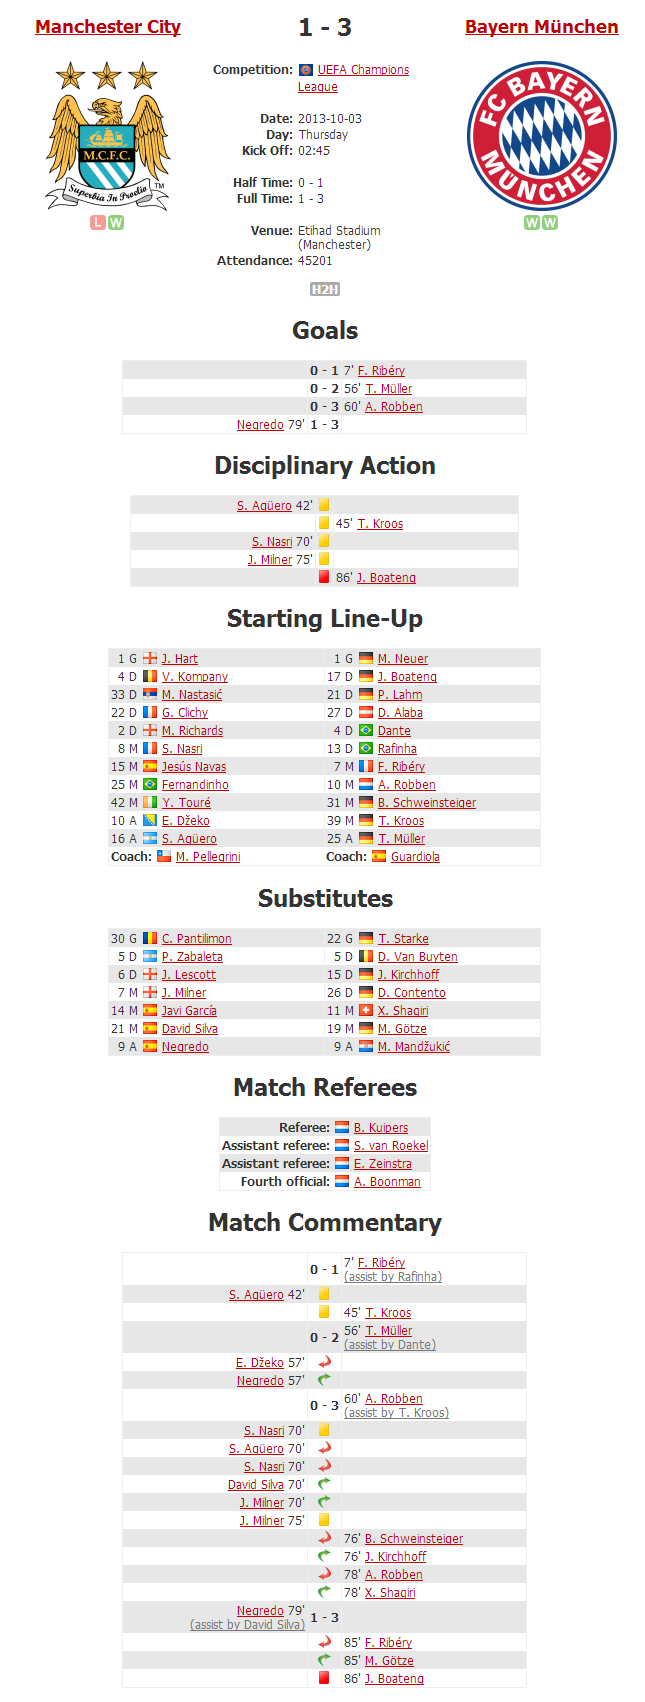 Manchester City
1 - 3
Bayern München
M.C.F.C.
Superbia In Proelio
TM
FC BAYERN
MÜNCHEN
L W
W W
Competition: UEFA Champions
League
Date: 2013-10-03
Day: Thursday
Kick Off: 02:45
Half Time: 0 - 1
Full Time: 1 - 3
Venue: Etihad Stadium
(Manchester)
Attendance: 45201
H2H
Goals
0 - 1 7' F. Ribéry
0 - 2 56' T. Müller
0 - 3 60' A. Robben
Negredo 79' 1 - 3
Disciplinary Action
S. Agüero 42'
45' T. Kroos
S. Nasri 70'
J. Milner 75'
86' J. Boateng
Starting Line-Up
1 G J. Hart 1 G M. Neuer
4 D V. Kompany 17 D J. Boateng
33 D M. Nastasić 21 D P. Lahm
22 D G. Clichy 27 D D. Alaba
2 D M. Richards 4 D Dante
8 M S. Nasri 13 D Rafinha
15 M Jesús Navas 7 M F. Ribéry
25 M Fernandinho 10 M A. Robben
42 M Y. Touré 31 M B. Schweinsteiger
10 A E. Džeko 39 M T. Kroos
16 A S. Agüero 25 A T. Müller
Coach: M. Pellegrini Coach: Guardiola
Substitutes
30 G C. Pantilimon 22 G T. Starke
5 D P. Zabaleta 5 D D. Van Buyten
6 D J. Lescott 15 D J. Kirchhoff
7 M J. Milner 26 D D. Contento
14 M Javi García 11 M X. Shaqiri
21 M David Silva 19 M M. Götze
9 A Negredo 9 A M. Mandžukić
Match Referees
Referee: B. Kuipers
Assistant referee: S. van Roekel
Assistant referee: E. Zeinstra
Fourth official: A. Boonman
Match Commentary
0 - 1 7' F. Ribéry
(assist by Rafinha)
S. Agüero 42'
45' T. Kroos
0 - 2 56' T. Müller
(assist by Dante)
E. Džeko 57'
Negredo 57'
0 - 3 60' A. Robben
(assist by T. Kroos)
S. Nasri 70'
S. Agüero 70'
S. Nasri 70'
David Silva 70'
J. Milner 70'
J. Milner 75'
76' B. Schweinsteiger
76' J. Kirchhoff
78' A. Robben
78' X. Shaqiri
Negredo 79' 1 - 3
(assist by David Silva)
85' F. Ribéry
85' M. Götze
86' J. Boateng